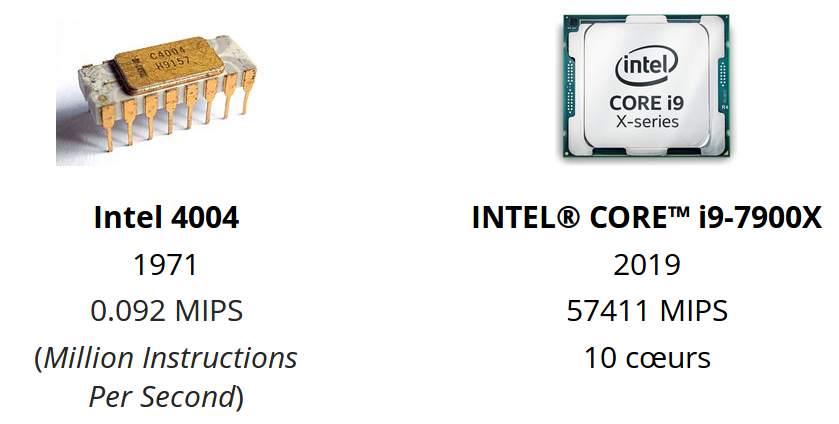 C4004
H9157
intel
CORE i9
X-series
Intel 4004
1971
0.092 MIPS
(Million Instructions
Per Second)
INTEL® CORE™ i9-7900X
2019
57411 MIPS
10 cœurs